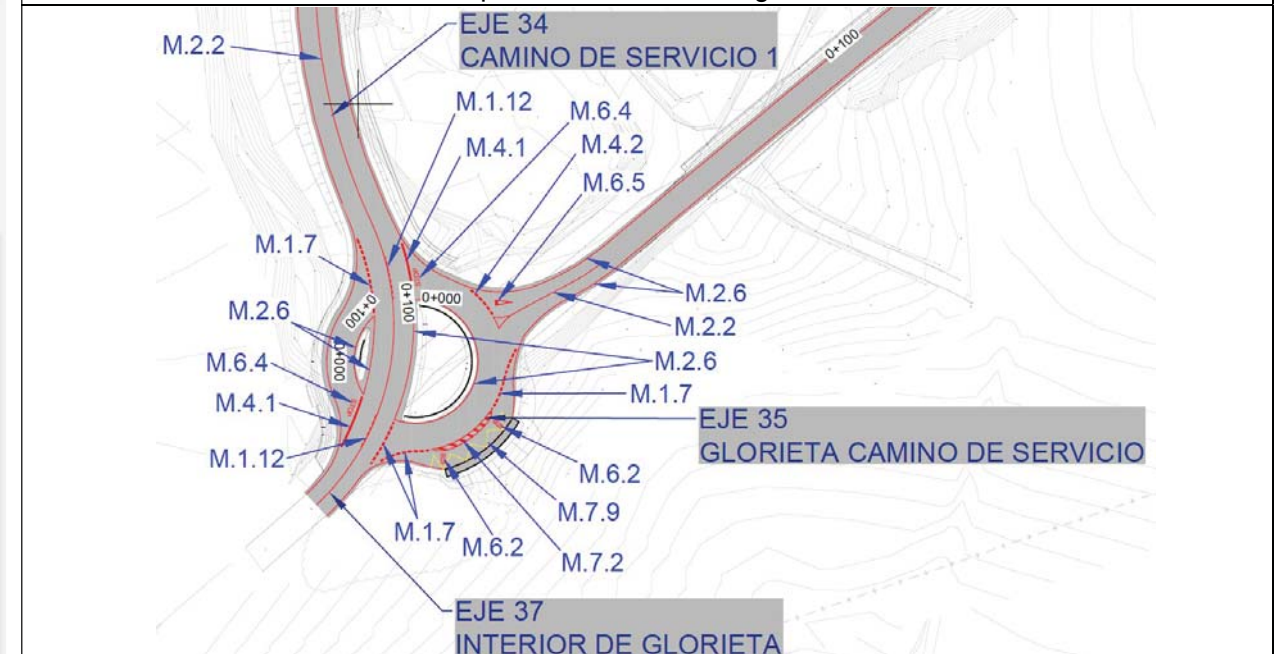 EJE 34
CAMINO DE SERVICIO 1
0+100
M.2.2
M.1.12
M.6.4
M.4.1
M.4.2
M.6.5
M.1.7
0+100
0+100
0+000
M.2.6
M.2.6
M.2.2
0+000
M.6.4
M.2.6
M.4.1
M.1.7
M.1.12
EJE 35
GLORIETA CAMINO DE SERVICIO
M.6.2
M.7.9
M.1.7
M.6.2
M.7.2
EJE 37
INTERIOR DE GLORIETA